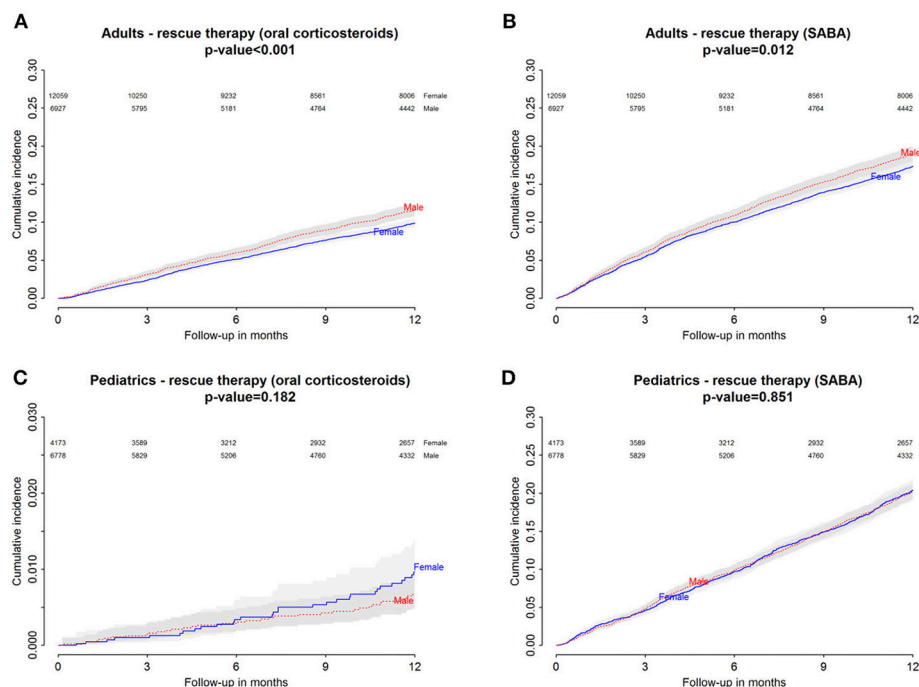 A
Adults - rescue therapy (oral corticosteroids)
p-value<0.001
Cumulative incidence
0.30
0.25
0.20
0.15
0.10
0.05
0.00
12059 10250 9232 8561 8006 Female
6927 5795 5181 4764 4442 Male
Male
Female
0 3 6 9 12
Follow-up in months
B
Adults - rescue therapy (SABA)
p-value=0.012
Cumulative incidence
0.30
0.25
0.20
0.15
0.10
0.05
0.00
12059 10250 9232 8561 8006
6927 5795 5181 4764 4442
Male
Female
0 3 6 9 12
Follow-up in months
C
Pediatrics - rescue therapy (oral corticosteroids)
p-value=0.182
Cumulative incidence
0.030
0.020
0.010
0.000
4173 3589 3212 2932 2657 Female
6778 5829 5206 4760 4332 Male
Female
Male
0 3 6 9 12
Follow-up in months
D
Pediatrics - rescue therapy (SABA)
p-value=0.851
Cumulative incidence
0.30
0.25
0.20
0.15
0.10
0.05
0.00
4173 3589 3212 2932 2657
6778 5829 5206 4760 4332
Male
Female
0 3 6 9 12
Follow-up in months